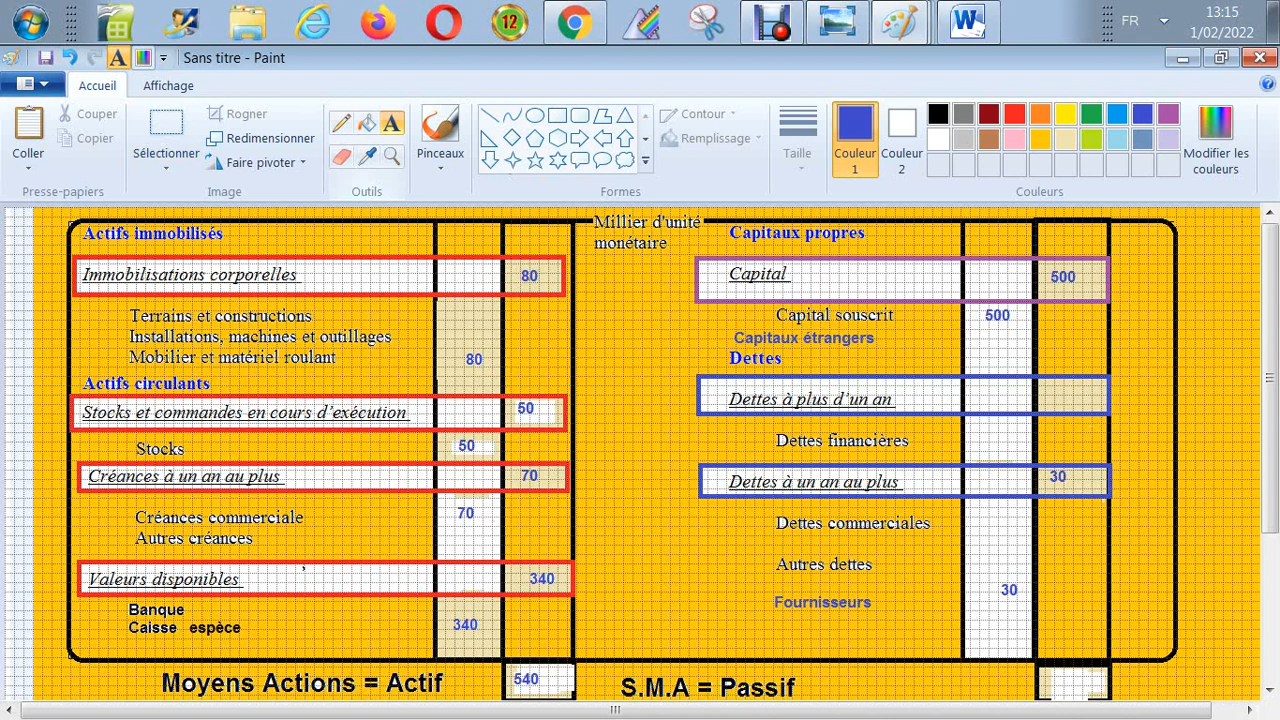 12
FR
13:15
1/02/2022
Sans titre - Paint
Accueil
Affichage
Coller
Couper
Copier
Presse-papiers
Sélectionner
Rogner
Redimensionner
Faire pivoter
Image
A
Outils
Pinceaux
Contour
Remplissage
Formes
Taille
Couleur 1
Couleur 2
Modifier les couleurs
Couleurs
Millier d'unité
monétaire
Actifs immobilisés
Immobilisations corporelles 80
Terrains et constructions
Installations, machines et outillages
Mobilier et matériel roulant 80
Actifs circulants
Stocks et commandes en cours d'exécution 50
Stocks 50
Créances à un an au plus 70
Créances commerciale 70
Autres créances
Valeurs disponibles 340
Banque
Caisse espèce 340
Moyens Actions = Actif 540
Capitaux propres
Capital 500
Capital souscrit 500
Capitaux étrangers
Dettes
Dettes à plus d'un an
Dettes financières
Dettes à un an au plus 30
Dettes commerciales
Autres dettes
30
Fournisseurs
S.M.A = Passif